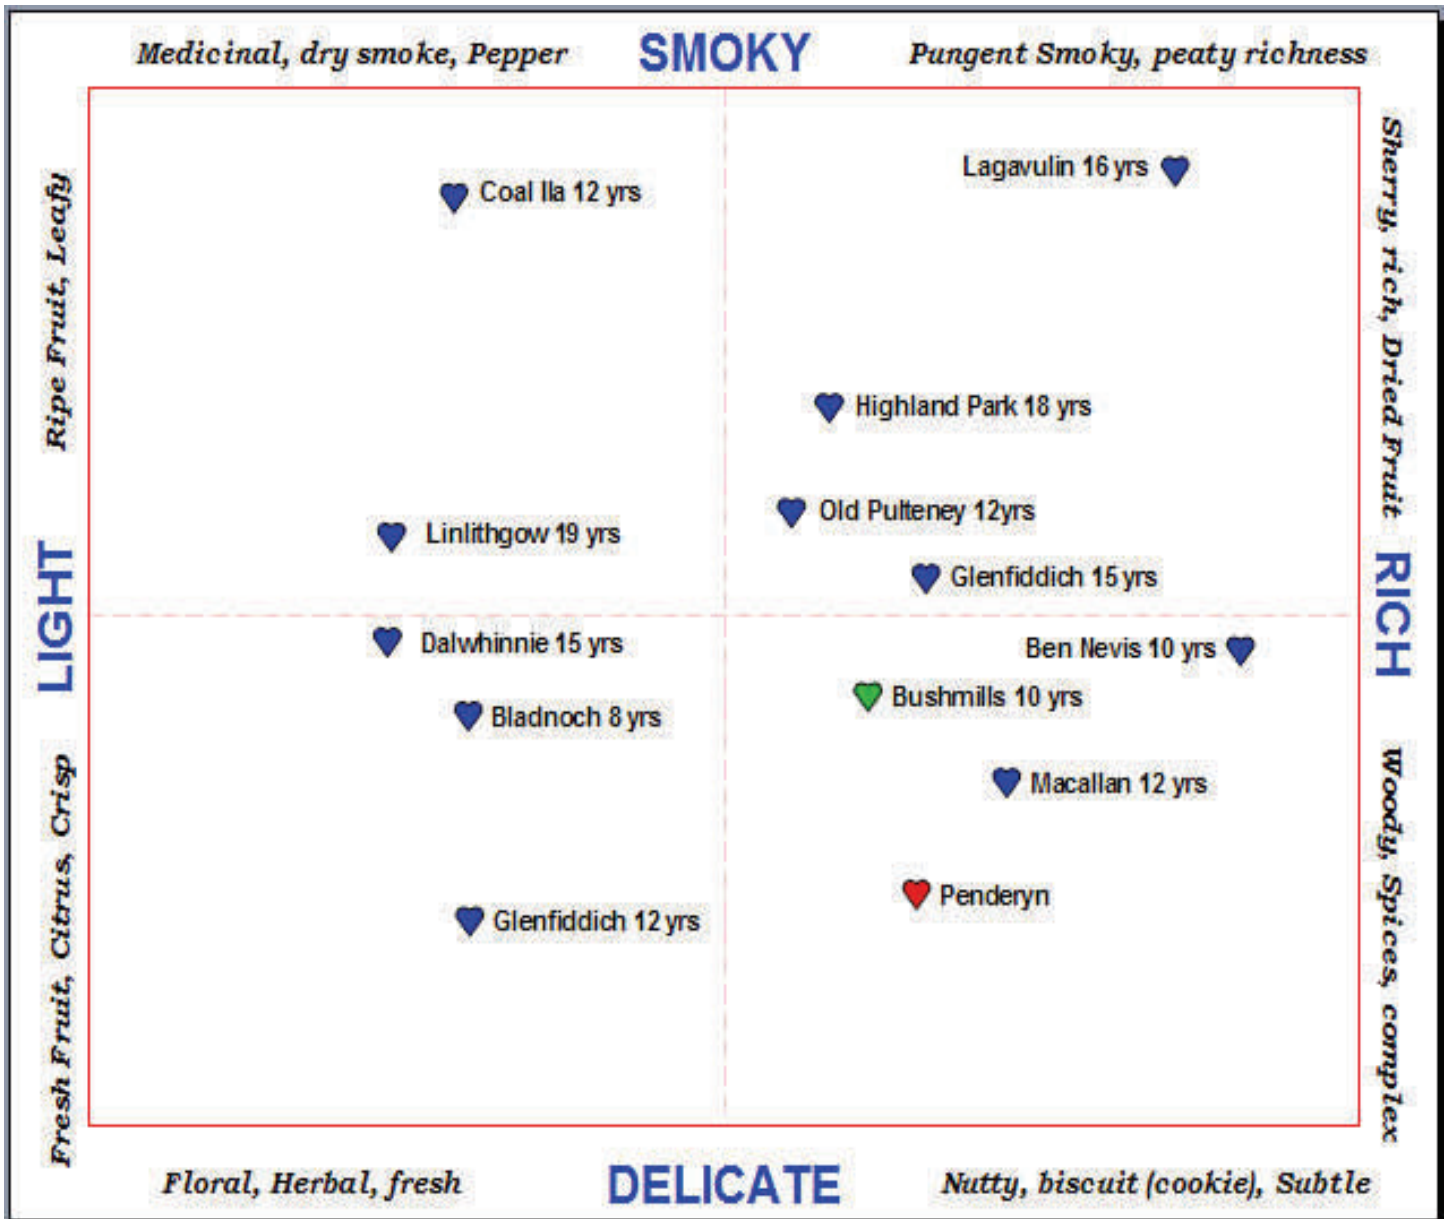 Medicinal, dry smoke, Pepper
SMOKY
Pungent Smoky, peaty richness
Ripe Fruit, Leafy
LIGHT
Fresh Fruit, Citrus, Crisp
Coal Ila 12 yrs
Lagavulin 16 yrs
Highland Park 18 yrs
Old Pulteney 12yrs
Linlithgow 19 yrs
Glenfiddich 15 yrs
Dalwhinnie 15 yrs
Ben Nevis 10 yrs
Bushmills 10 yrs
Bladnoch 8 yrs
Macallan 12 yrs
Penderyn
Glenfiddich 12 yrs
Sherry, rich, Dried Fruit
RICH
Woody, Spices, complex
Floral, Herbal, fresh
DELICATE
Nutty, biscuit (cookie), Subtle